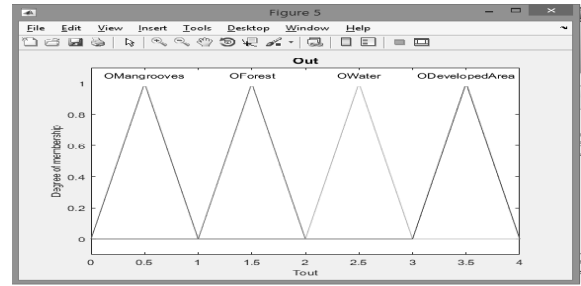 Figure 5
File Edit View Insert Tools Desktop Window Help
Out
OMangrooves OForest OWater ODevelopedArea
1
0.8
0.6
0.4
0.2
0
Degree of membership
0 0.5 1 1.5 2 2.5 3 3.5 4
Tout